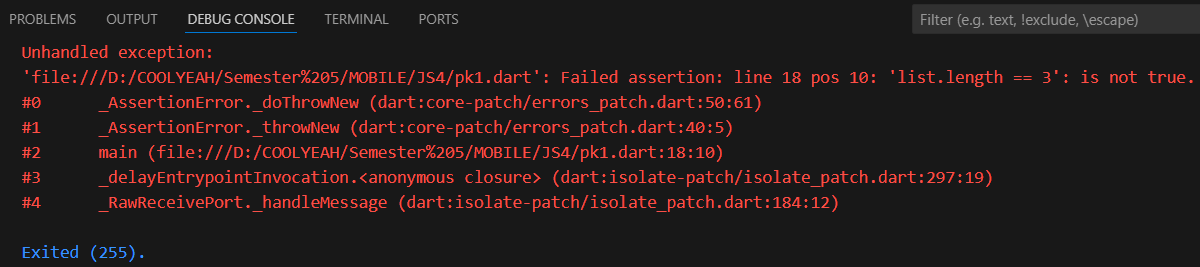 PROBLEMS OUTPUT DEBUG CONSOLE TERMINAL PORTS Filter (e.g. text, !exclude, \escape)
Unhandled exception:
'file:///D:/COOLYEAH/Semester%205/MOBILE/JS4/pk1.dart': Failed assertion: line 18 pos 10: 'list.length == 3': is not true.
#0 _AssertionError._doThrowNew (dart:core-patch/errors_patch.dart:50:61)
#1 _AssertionError._throwNew (dart:core-patch/errors_patch.dart:40:5)
#2 main (file:///D:/COOLYEAH/Semester%205/MOBILE/JS4/pk1.dart:18:10)
#3 _delayEntrypointInvocation.<anonymous closure> (dart:isolate-patch/isolate_patch.dart:297:19)
#4 _RawReceivePort._handleMessage (dart:isolate-patch/isolate_patch.dart:184:12)
Exited (255).